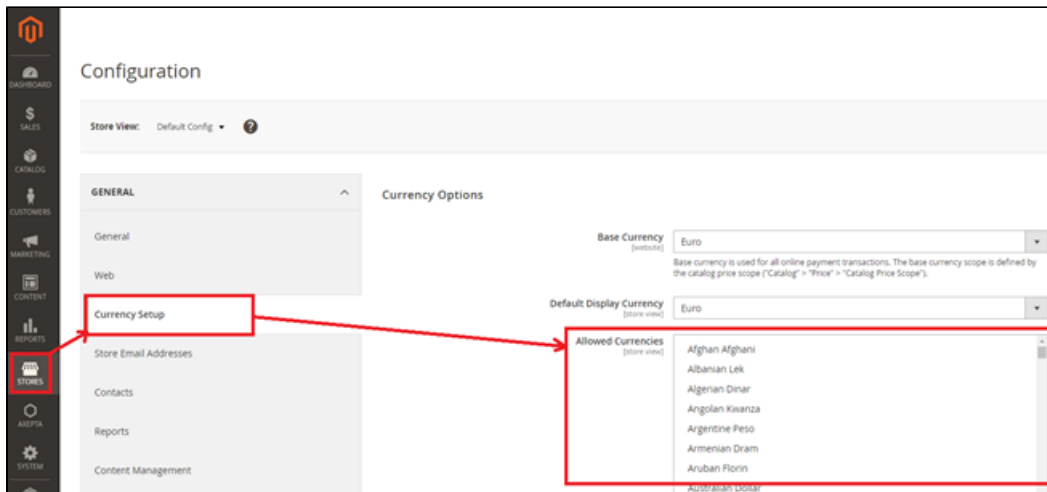 Configuration
DASHBOARD
SALES
CATALOG
CUSTOMERS
MARKETING
CONTENT
REPORTS
STORES
AXEPTA
SYSTEM
Store View: Default Config ?
GENERAL
General
Web
Currency Setup
Store Email Addresses
Contacts
Reports
Content Management
Currency Options
Base Currency
[website]
Euro
Base currency is used for all online payment transactions. The base currency scope is defined by
the catalog price scope ("Catalog" > "Price" > "Catalog Price Scope").
Default Display Currency
[store view]
Euro
Allowed Currencies
[store view]
Afghan Afghani
Albanian Lek
Algerian Dinar
Angolan Kwanza
Argentine Peso
Armenian Dram
Aruban Florin
Australian Dollar